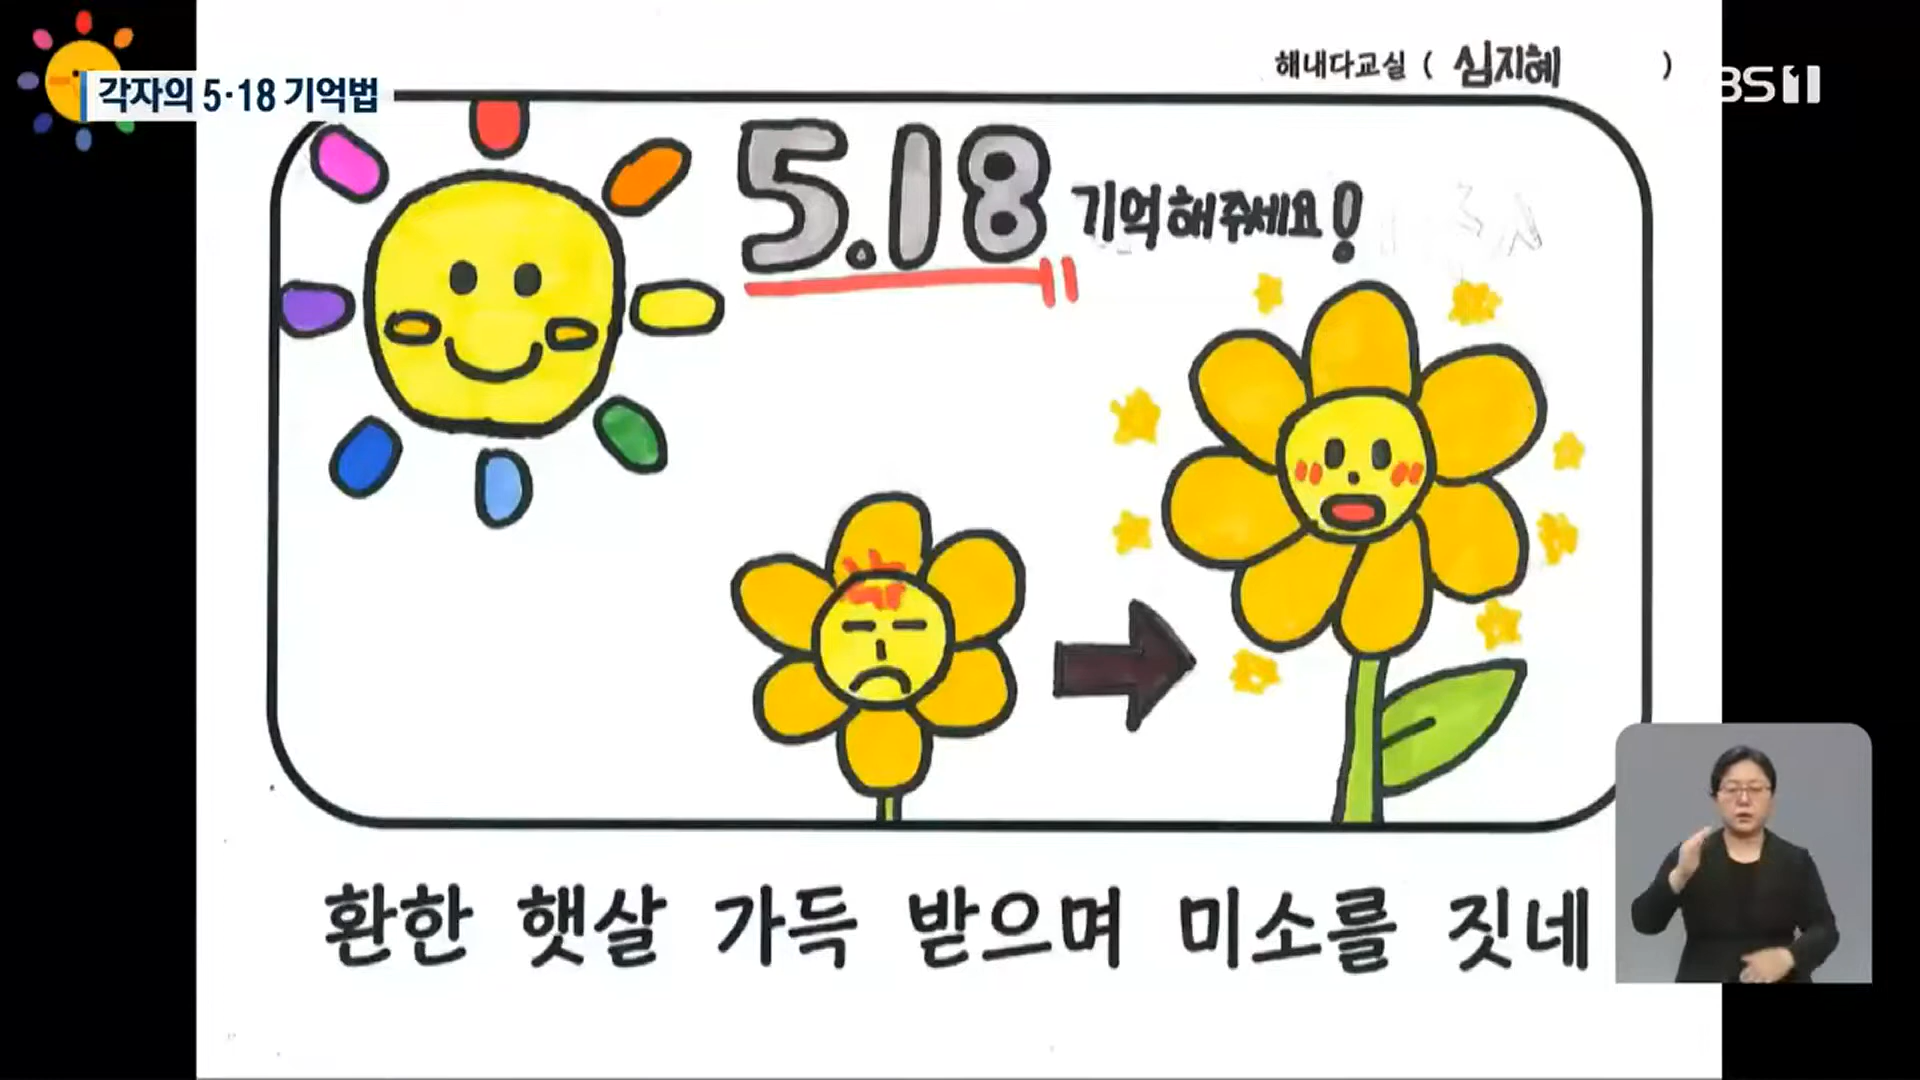 해내다교실 ( 심지혜 )
각자의 5·18 기억법
BS 1
5.18 기억해주세요!
환한 햇살 가득 받으며 미소를 짓네